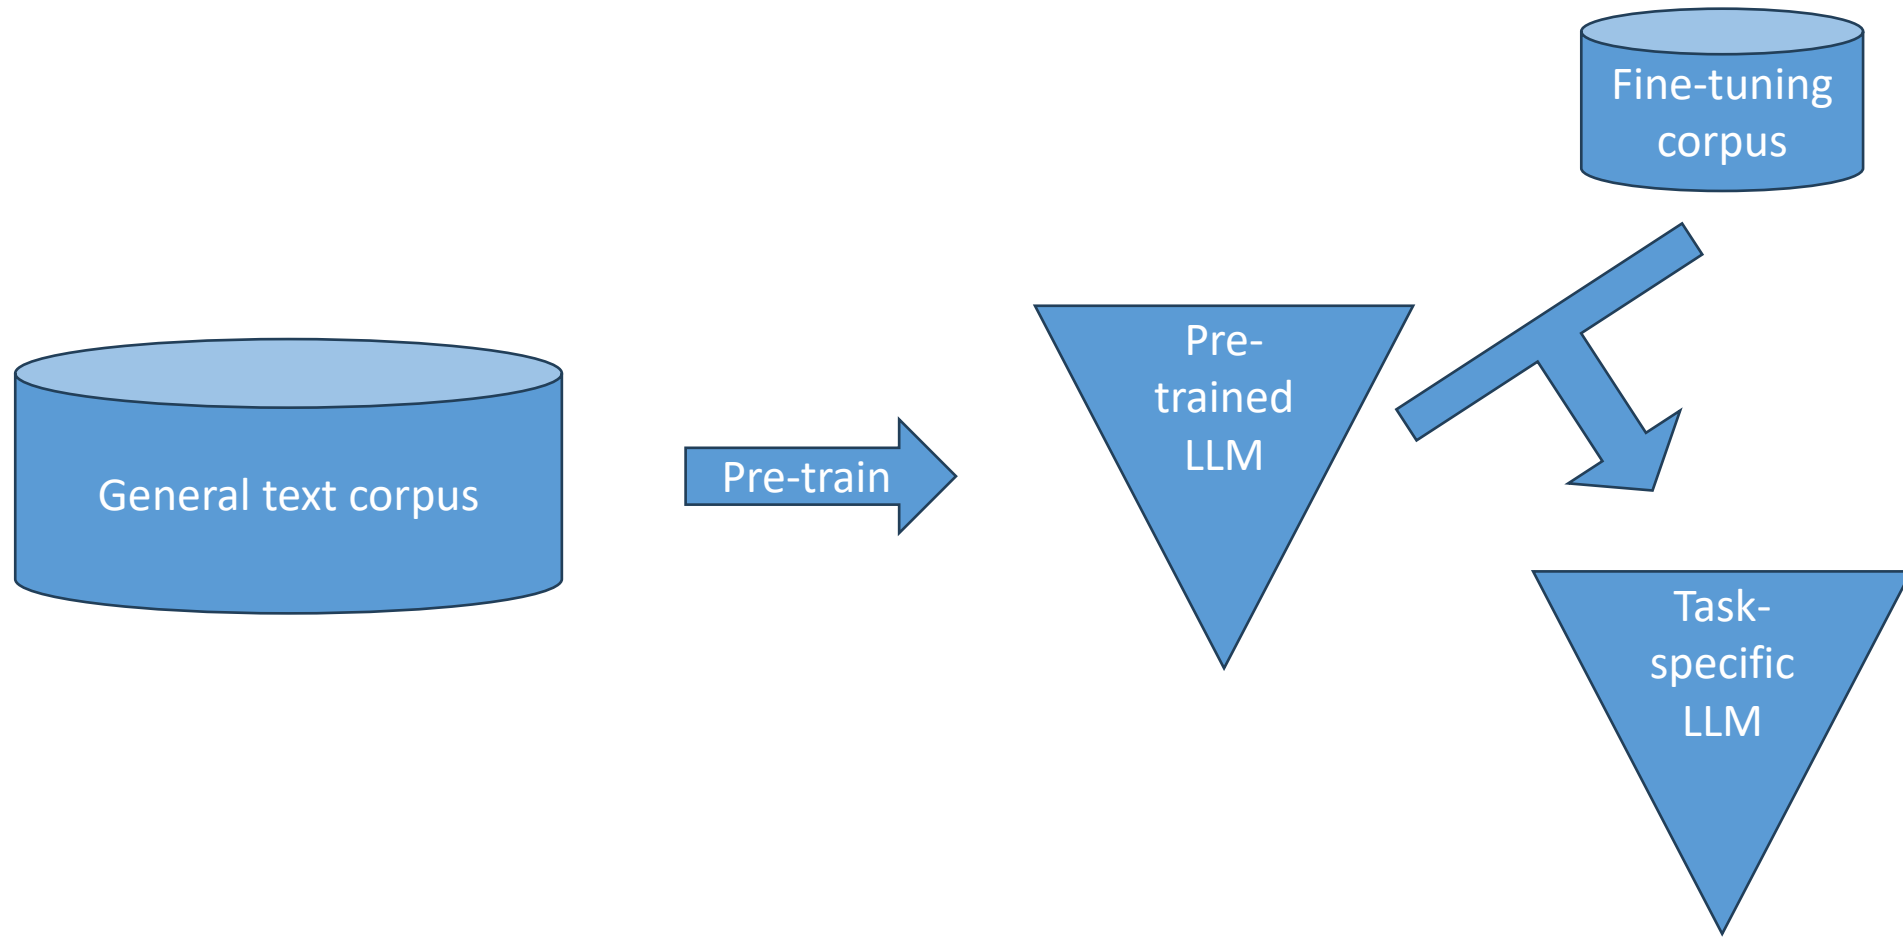 Fine-tuning
corpus
General text corpus
Pre-train
Pre-
trained
LLM
Task-
specific
LLM